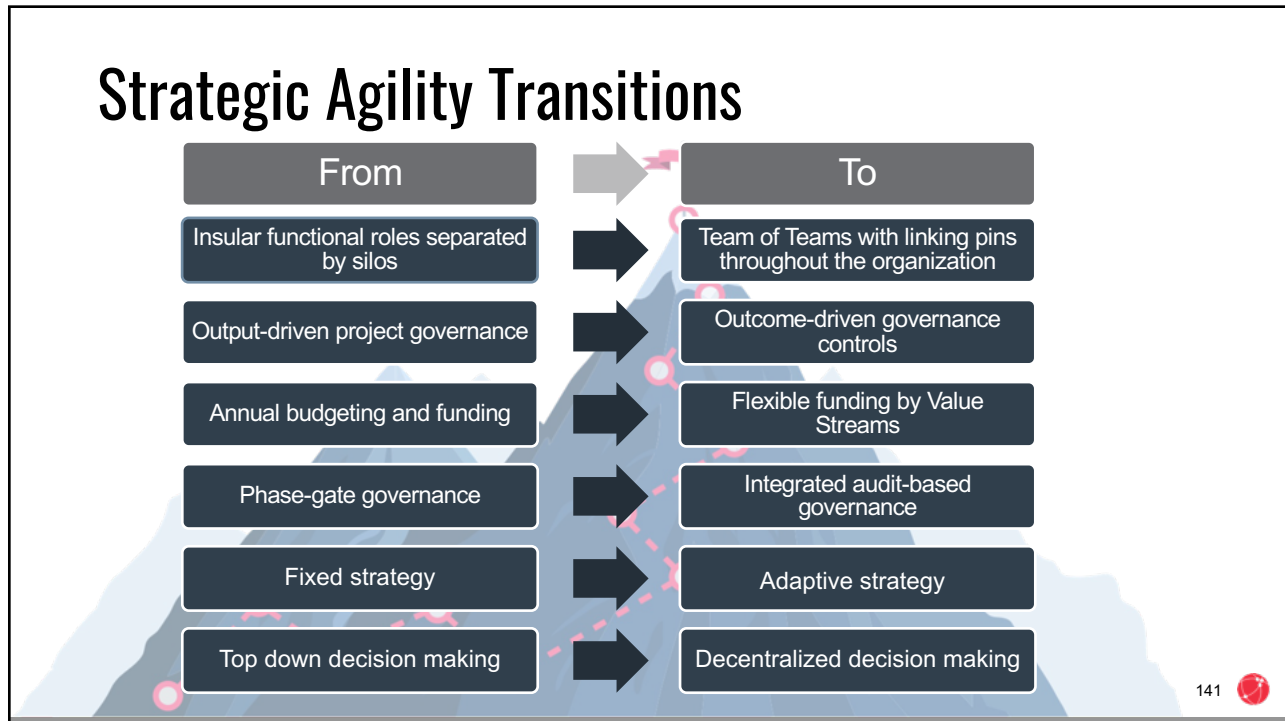 Strategic Agility Transitions
From
To
Insular functional roles separated
by silos
Team of Teams with linking pins
throughout the organization
Output-driven project governance
Outcome-driven governance
controls
Annual budgeting and funding
Flexible funding by Value
Streams
Phase-gate governance
Integrated audit-based
governance
Fixed strategy
Adaptive strategy
Top down decision making
Decentralized decision making
141